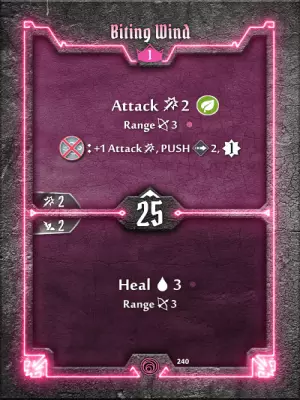 Biting Wind
1
Attack 2
Range 3
: +1 Attack , PUSH 2, 1
2
25
2
Heal 3
Range 3
240